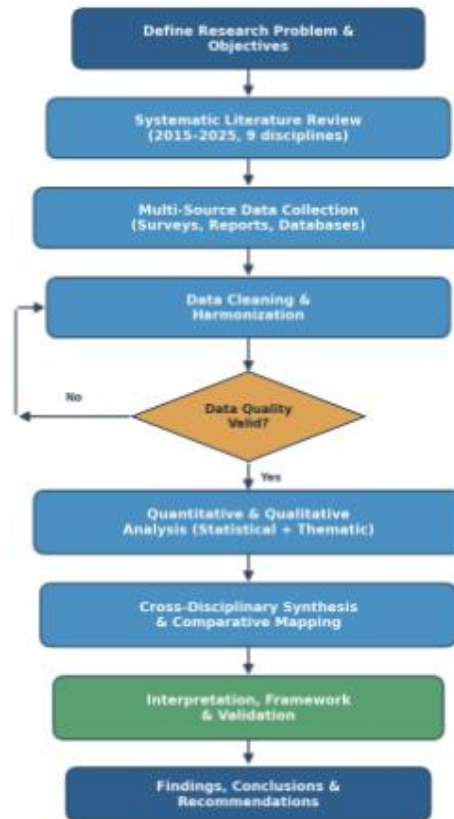 Define Research Problem &
Objectives
Systematic Literature Review
(2015–2025, 9 disciplines)
Multi-Source Data Collection
(Surveys, Reports, Databases)
Data Cleaning &
Harmonization
No
Data Quality
Valid?
Yes
Quantitative & Qualitative
Analysis (Statistical + Thematic)
Cross-Disciplinary Synthesis
& Comparative Mapping
Interpretation, Framework
& Validation
Findings, Conclusions &
Recommendations